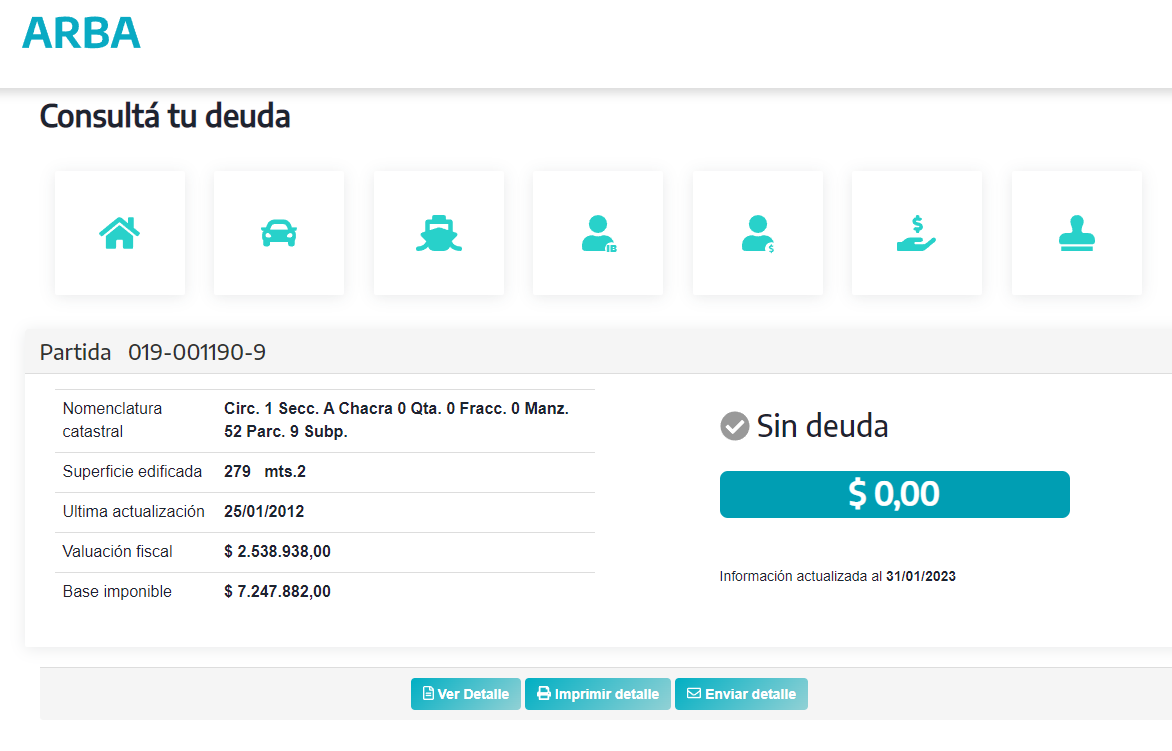 ARBA
Consultá tu deuda
IB
$
$
Partida 019-001190-9
Nomenclatura catastral
Circ. 1 Secc. A Chacra 0 Qta. 0 Fracc. 0 Manz.
52 Parc. 9 Subp.
Superficie edificada 279 mts.2
Ultima actualización 25/01/2012
Valuación fiscal $ 2.538.938,00
Base imponible $ 7.247.882,00
Sin deuda
$ 0,00
Información actualizada al 31/01/2023
Ver Detalle
Imprimir detalle
Enviar detalle